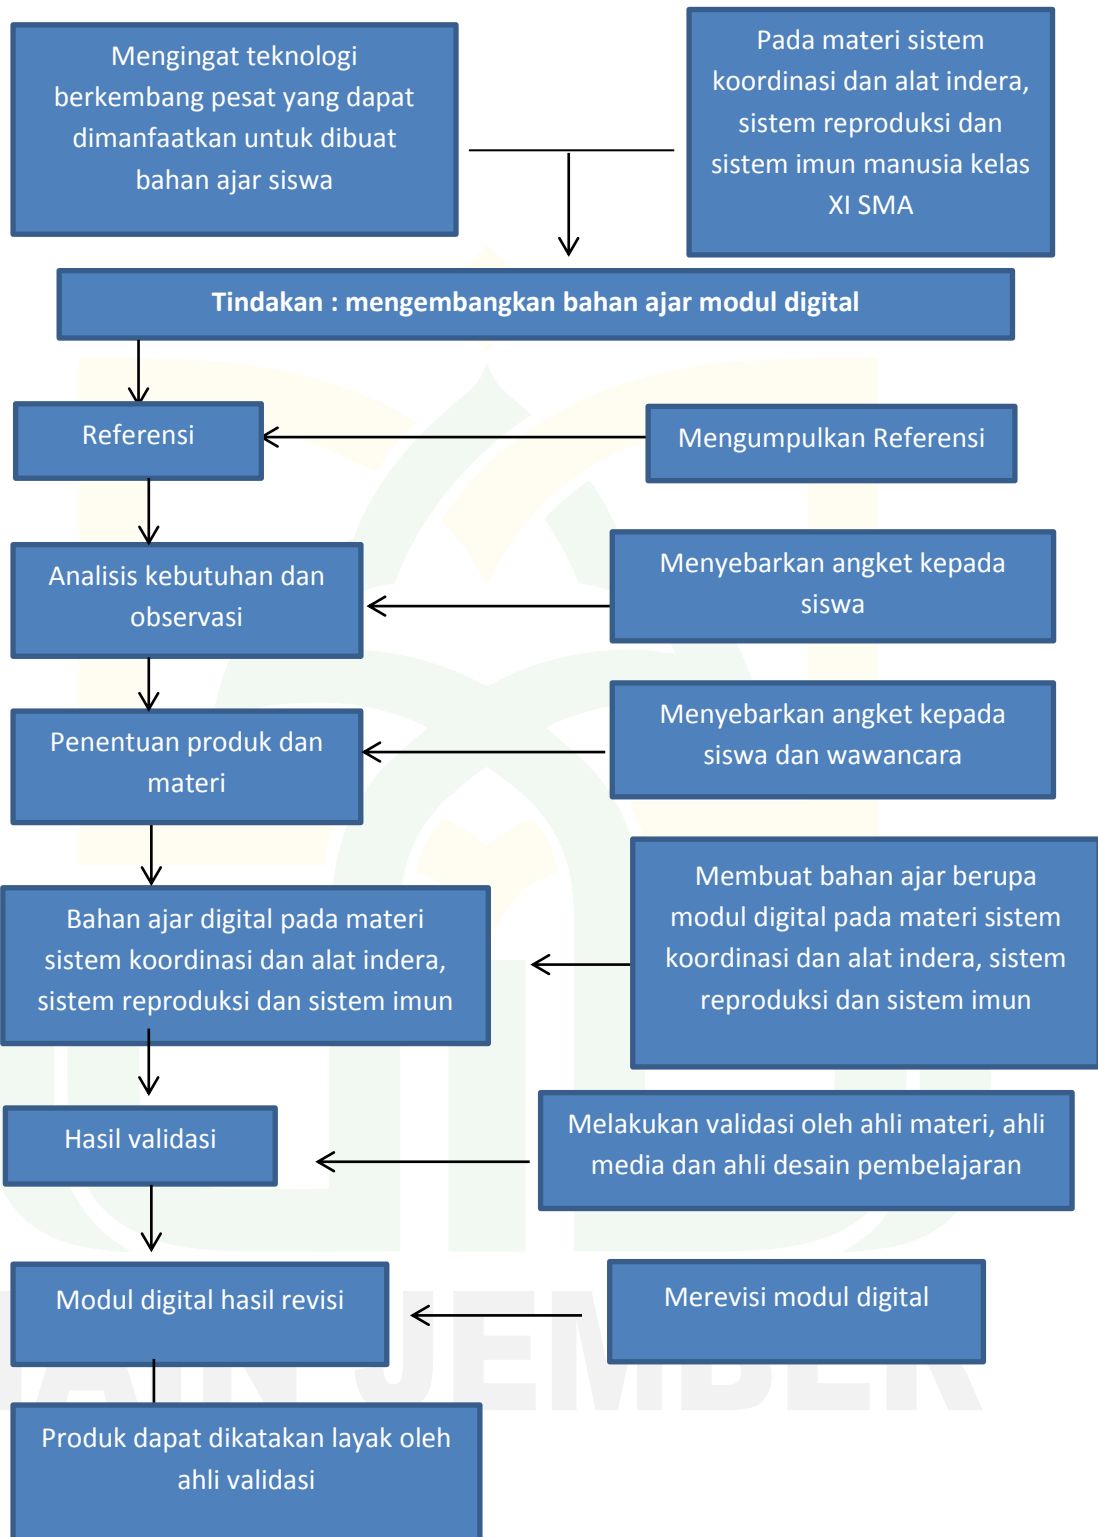 Mengingat teknologi
berkembang pesat yang dapat
dimanfaatkan untuk dibuat
bahan ajar siswa
Pada materi sistem
koordinasi dan alat indera,
sistem reproduksi dan
sistem imun manusia kelas
XI SMA
Tindakan : mengembangkan bahan ajar modul digital
Referensi
Mengumpulkan Referensi
Analisis kebutuhan dan
observasi
Menyebarkan angket kepada
siswa
Penentuan produk dan
materi
Menyebarkan angket kepada
siswa dan wawancara
Bahan ajar digital pada materi
sistem koordinasi dan alat indera,
sistem reproduksi dan sistem imun
Membuat bahan ajar berupa
modul digital pada materi sistem
koordinasi dan alat indera, sistem
reproduksi dan sistem imun
Hasil validasi
Melakukan validasi oleh ahli materi, ahli
media dan ahli desain pembelajaran
Modul digital hasil revisi
Merevisi modul digital
IAIN JEMBER
Produk dapat dikatakan layak oleh
ahli validasi